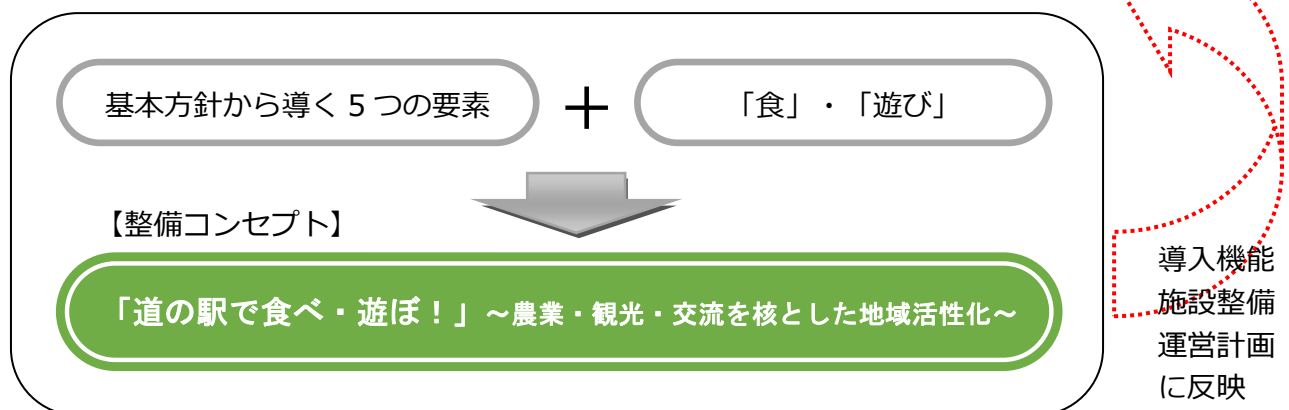 基本方針から導く5つの要素
＋
「食」・「遊び」
【整備コンセプト】
「道の駅で食べ・遊ぼ！」～農業・観光・交流を核とした地域活性化～
導入機能
施設整備
運営計画
に反映